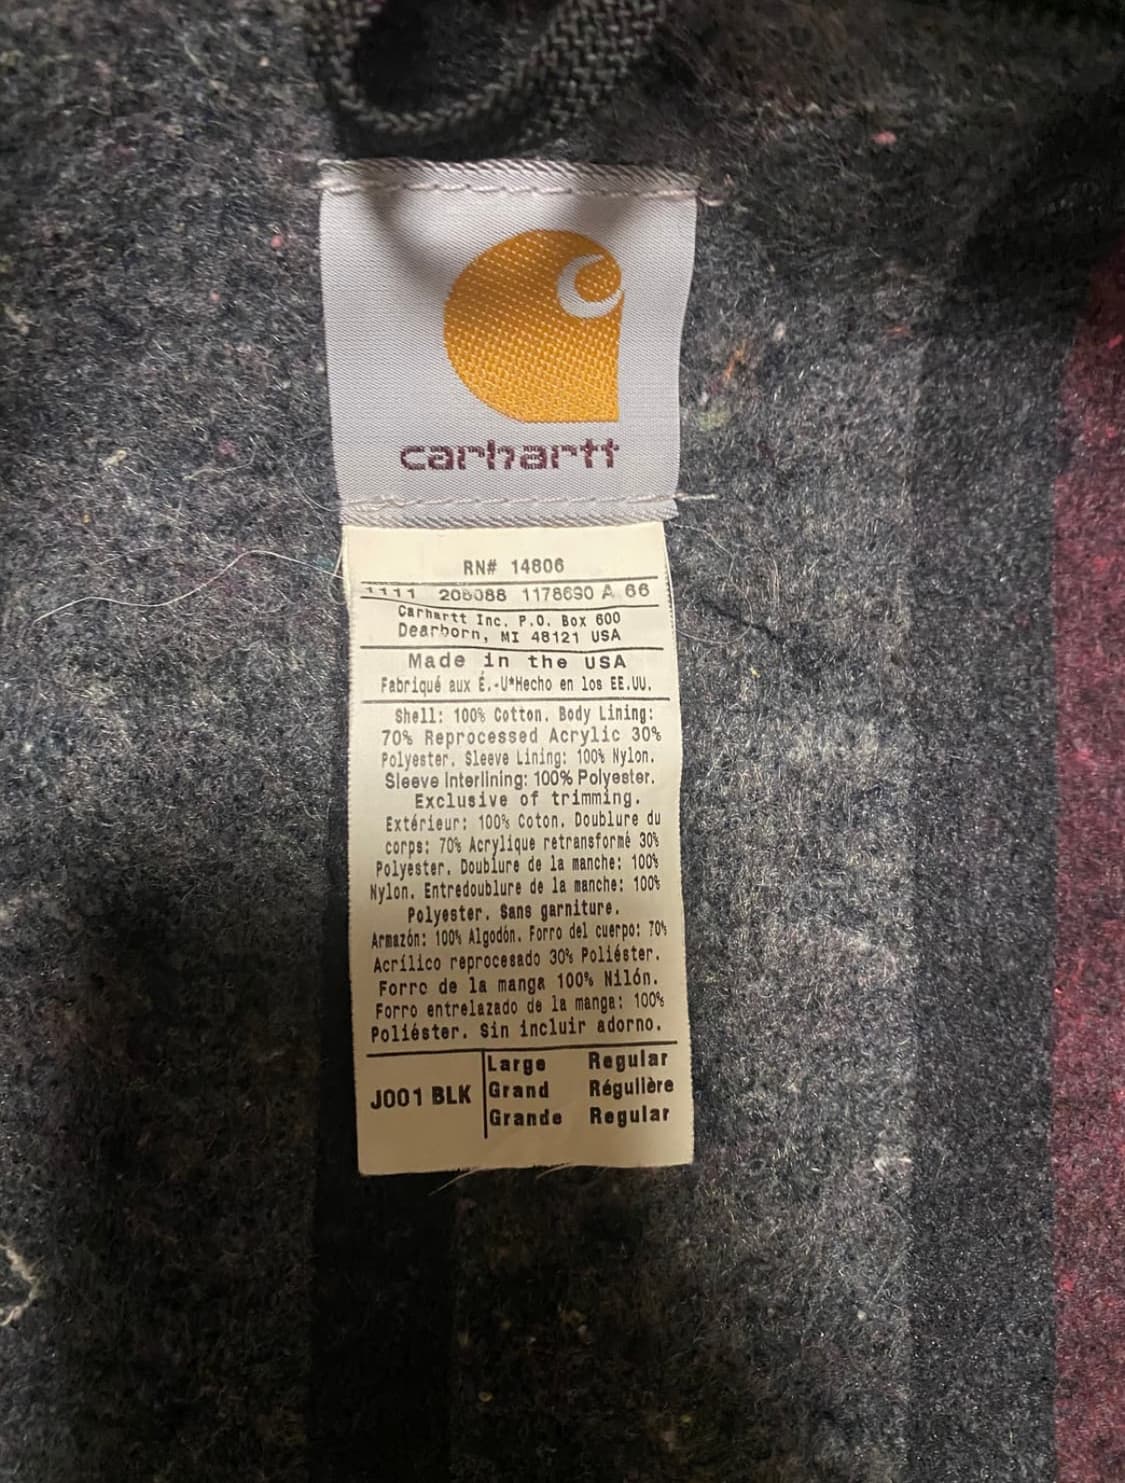 carhartt
RN# 14806
1111 208088 1178690 A 66
Carhartt Inc. P.O. Box 600
Dearborn, MI 48121 USA
Made in the USA
Fabriqué aux É.-U*Hecho en los EE.UU.
Shell: 100% Cotton. Body Lining:
70% Reprocessed Acrylic 30%
Polyester. Sleeve Lining: 100% Nylon.
Sleeve Interlining: 100% Polyester.
Exclusive of trimming.
Extérieur: 100% Coton. Doublure du
corps: 70% Acrylique retransformé 30%
Polyester. Doublure de la manche: 100%
Nylon. Entredoublure de la manche: 100%
Polyester. Sans garniture.
Armazón: 100% Algodón. Forro del cuerpo: 70%
Acrílico reprocesado 30% Poliéster.
Forro de la manga 100% Nilón.
Forro entrelazado de la manga: 100%
Poliéster. Sin incluir adorno.
J001 BLK
Large Regular
Grand Régulière
Grande Regular